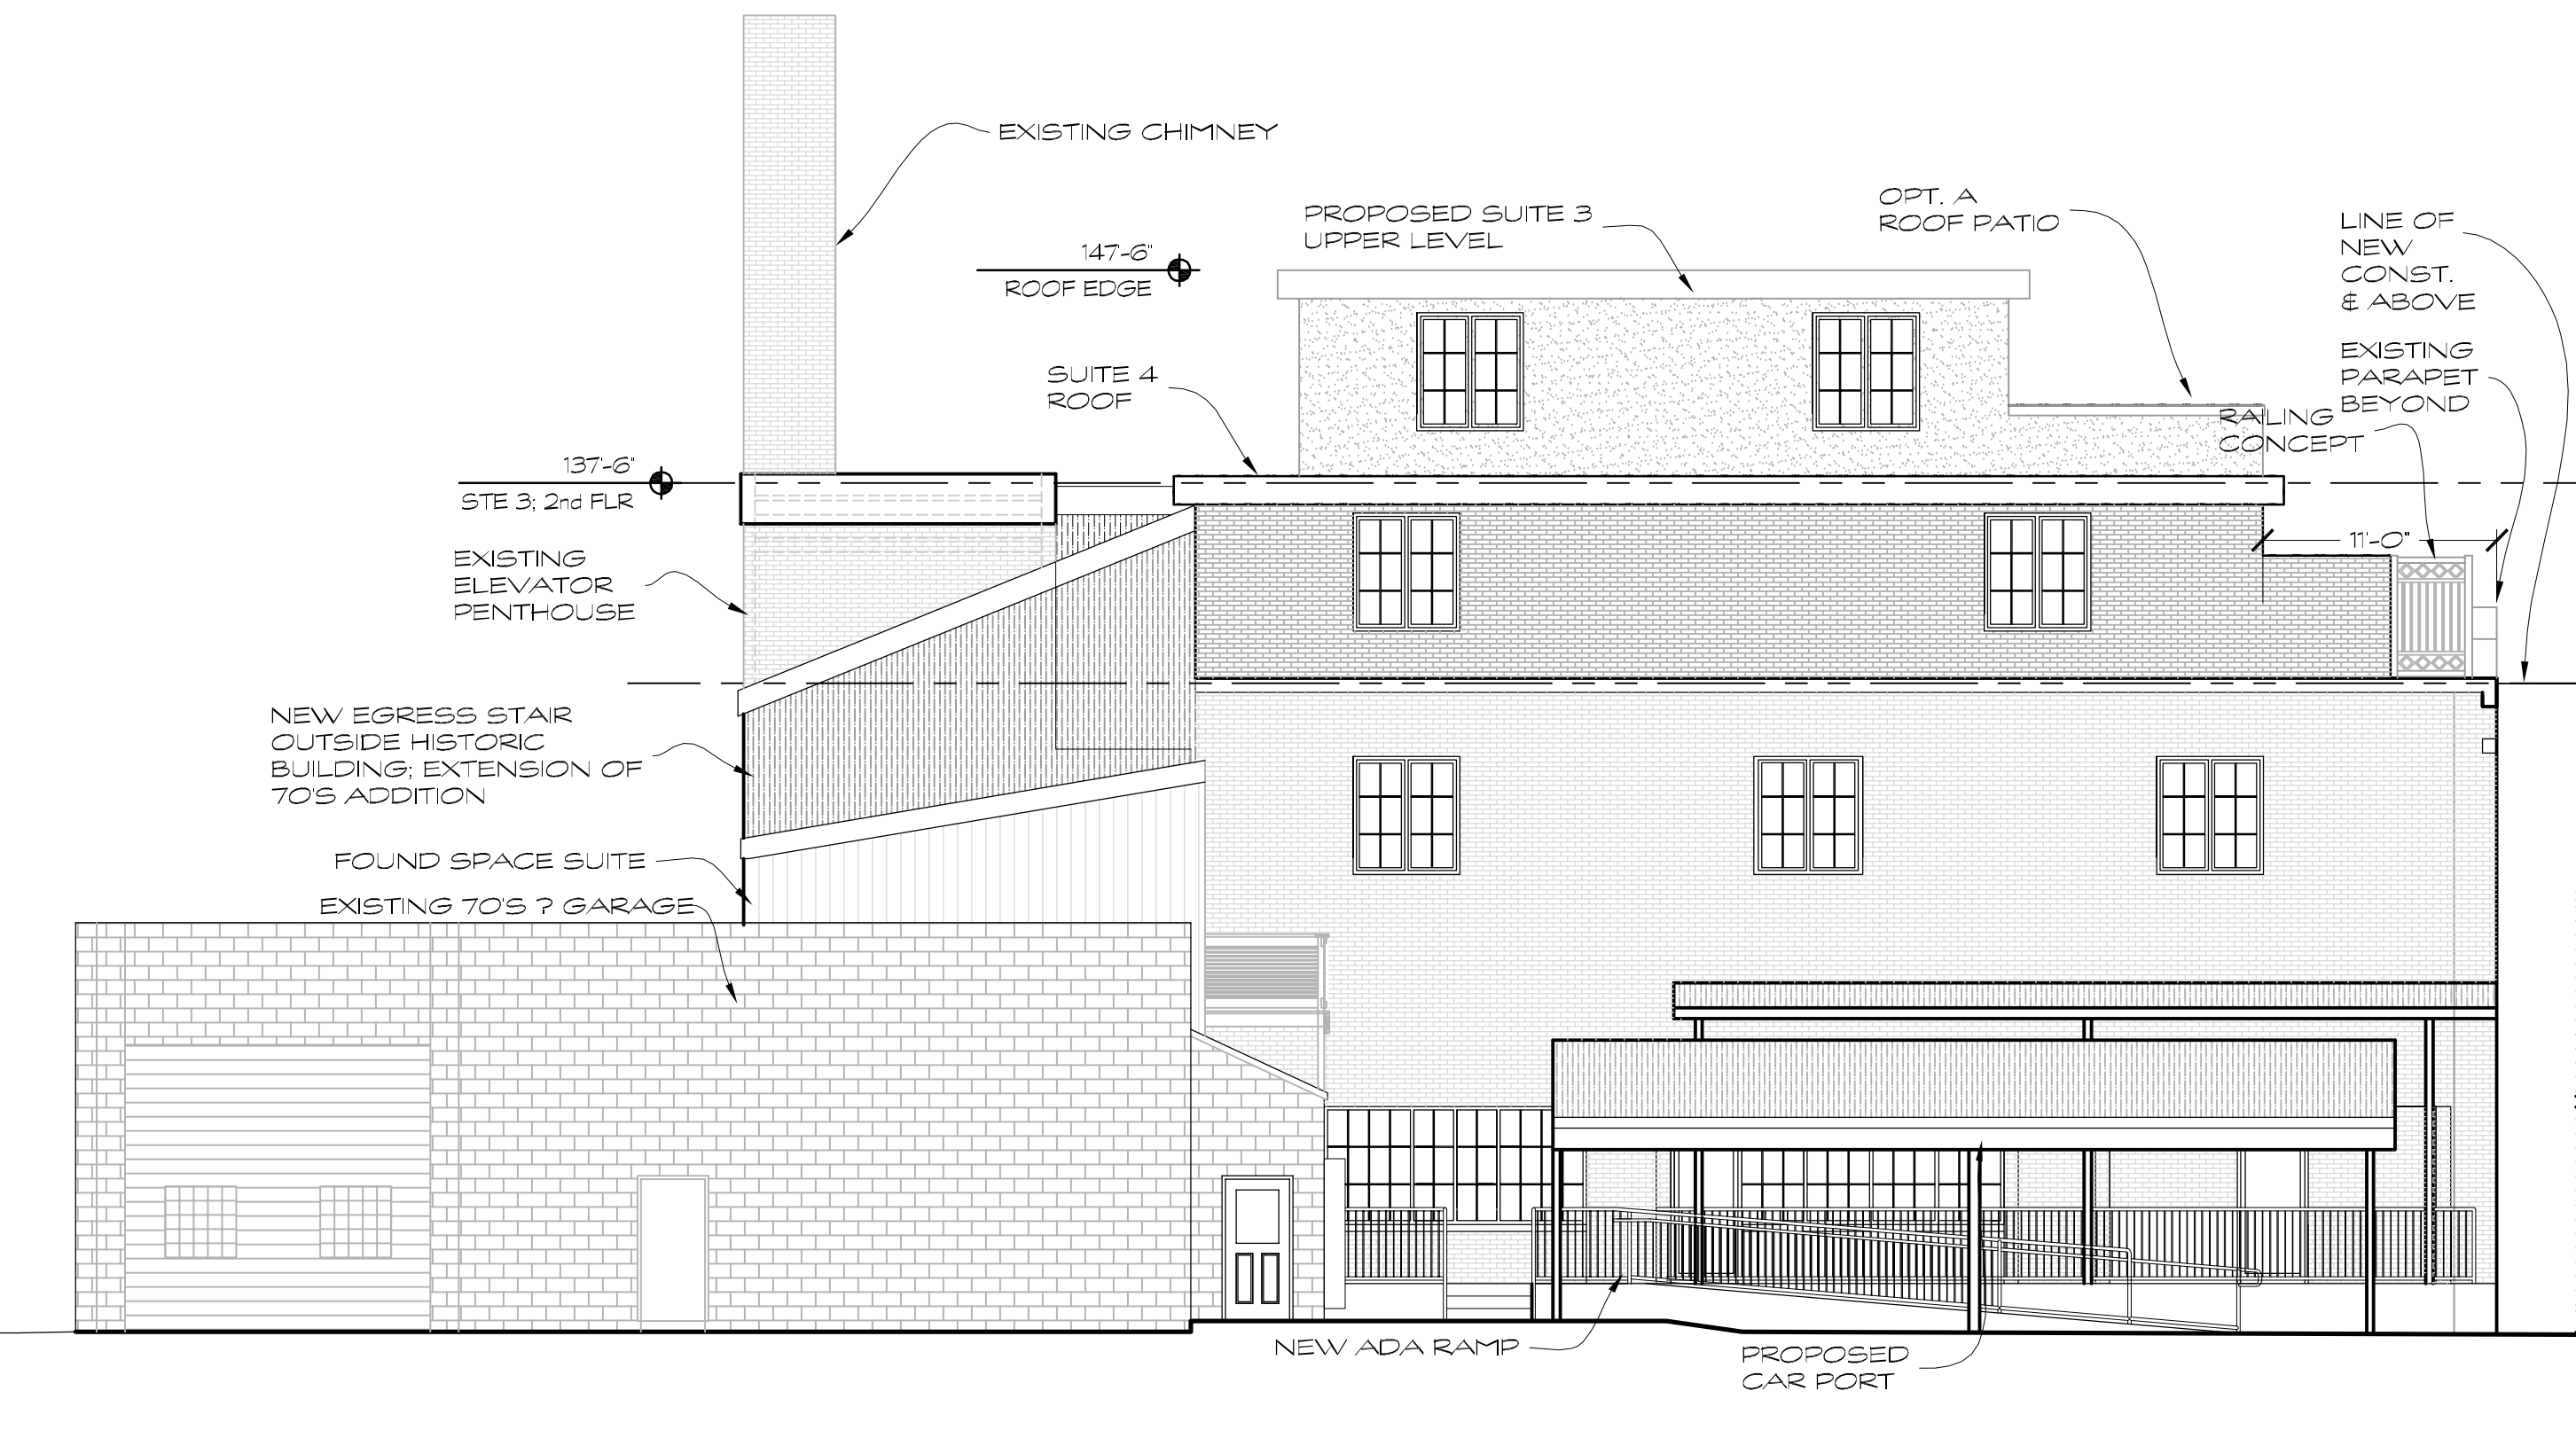 EXISTING CHIMNEY
PROPOSED SUITE 3
UPPER LEVEL
OPT. A
ROOF PATIO
LINE OF
NEW
CONST.
& ABOVE
147'-6"
ROOF EDGE
EXISTING
PARAPET
BEYOND
SUITE 4
ROOF
RAILING
CONCEPT
137'-6"
STE 3; 2nd FLR
11'-0"
EXISTING
ELEVATOR
PENTHOUSE
NEW EGRESS STAIR
OUTSIDE HISTORIC
BUILDING; EXTENSION OF
70'S ADDITION
FOUND SPACE SUITE
EXISTING 70'S ? GARAGE
NEW ADA RAMP
PROPOSED
CAR PORT